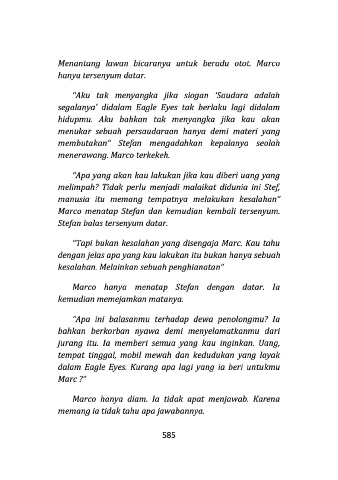 Menantang lawan bicaranya untuk beradu otot. Marco
hanya tersenyum datar.
“Aku tak menyangka jika slogan ‘Saudara adalah
segalanya’ didalam Eagle Eyes tak berlaku lagi didalam
hidupmu. Aku bahkan tak menyangka jika kau akan
menukar sebuah persaudaraan hanya demi materi yang
membutakan“ Stefan mengadahkan kepalanya seolah
menerawang. Marco terkekeh.
“Apa yang akan kau lakukan jika kau diberi uang yang
melimpah? Tidak perlu menjadi malaikat didunia ini Stef,
manusia itu memang tempatnya melakukan kesalahan“
Marco menatap Stefan dan kemudian kembali tersenyum.
Stefan balas tersenyum datar.
“Tapi bukan kesalahan yang disengaja Marc. Kau tahu
dengan jelas apa yang kau lakukan itu bukan hanya sebuah
kesalahan. Melainkan sebuah penghianatan“
Marco hanya menatap Stefan dengan datar. Ia
kemudian memejamkan matanya.
“Apa ini balasanmu terhadap dewa penolongmu? Ia
bahkan berkorban nyawa demi menyelamatkanmu dari
jurang itu. Ia memberi semua yang kau inginkan. Uang,
tempat tinggal, mobil mewah dan kedudukan yang layak
dalam Eagle Eyes. Kurang apa lagi yang ia beri untukmu
Marc ?“
Marco hanya diam. Ia tidak apat menjawab. Karena
memang ia tidak tahu apa jawabannya.
585